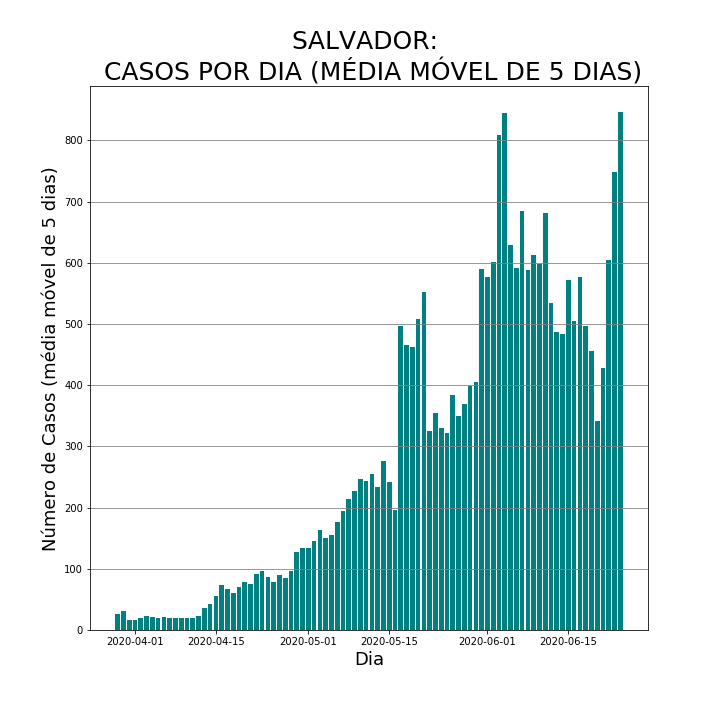 SALVADOR:
CASOS POR DIA (MÉDIA MÓVEL DE 5 DIAS)
Número de Casos (média móvel de 5 dias)
800
700
600
500
400
300
200
100
0
2020-04-01 2020-04-15 2020-05-01 2020-05-15 2020-06-01 2020-06-15
Dia